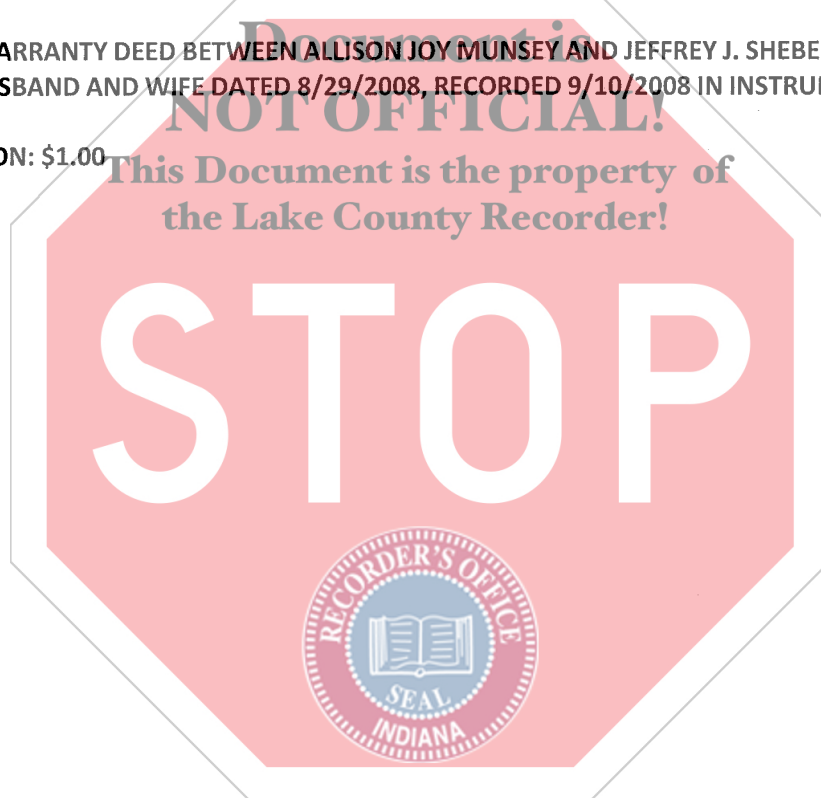 Document is
ARRANTY DEED BETWEEN ALLISON JOY MUNSEY AND JEFFREY J. SHEBE
SBAND AND WIFE DATED 8/29/2008, RECORDED 9/10/2008 IN INSTRU
NOT OFFICIAL!
ON: $1.00
This Document is the property of
the Lake County Recorder!
STOP
RECORDER'S OFFICE
SEAL
INDIANA